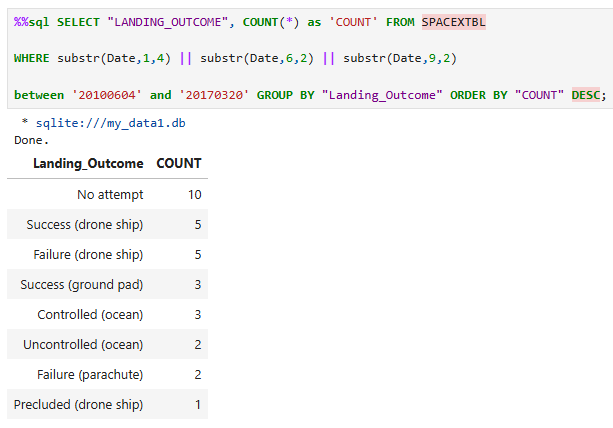 %%sql SELECT "LANDING_OUTCOME", COUNT(*) as 'COUNT' FROM SPACEXTBL
WHERE substr(Date,1,4) || substr(Date,6,2) || substr(Date,9,2)
between '20100604' and '20170320' GROUP BY "Landing_Outcome" ORDER BY "COUNT" DESC;
* sqlite:///my_data1.db
Done.
Landing_Outcome COUNT
No attempt 10
Success (drone ship) 5
Failure (drone ship) 5
Success (ground pad) 3
Controlled (ocean) 3
Uncontrolled (ocean) 2
Failure (parachute) 2
Precluded (drone ship) 1